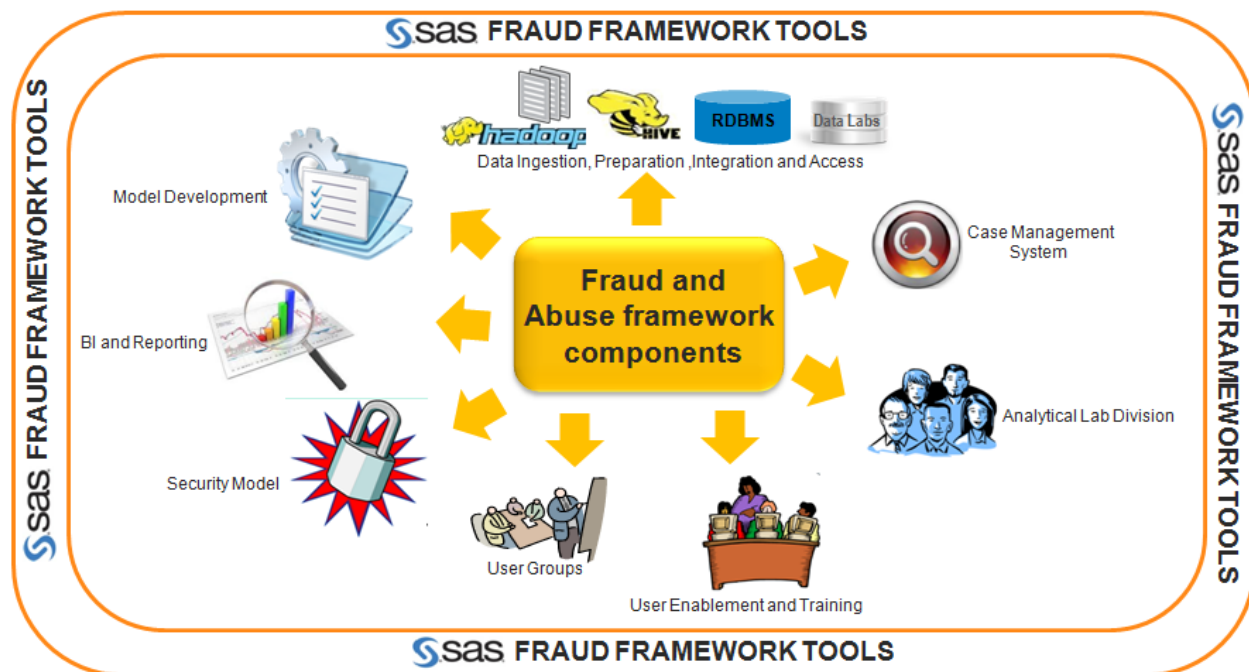 sas FRAUD FRAMEWORK TOOLS
sas FRAUD FRAMEWORK TOOLS
sas FRAUD FRAMEWORK TOOLS
hadoop
HIVE
RDBMS
Data Labs
Data Ingestion, Preparation ,Integration and Access
Model Development
Case Management
System
Fraud and
Abuse framework
components
BI and Reporting
Analytical Lab Division
Security Model
User Groups
User Enablement and Training
sas FRAUD FRAMEWORK TOOLS